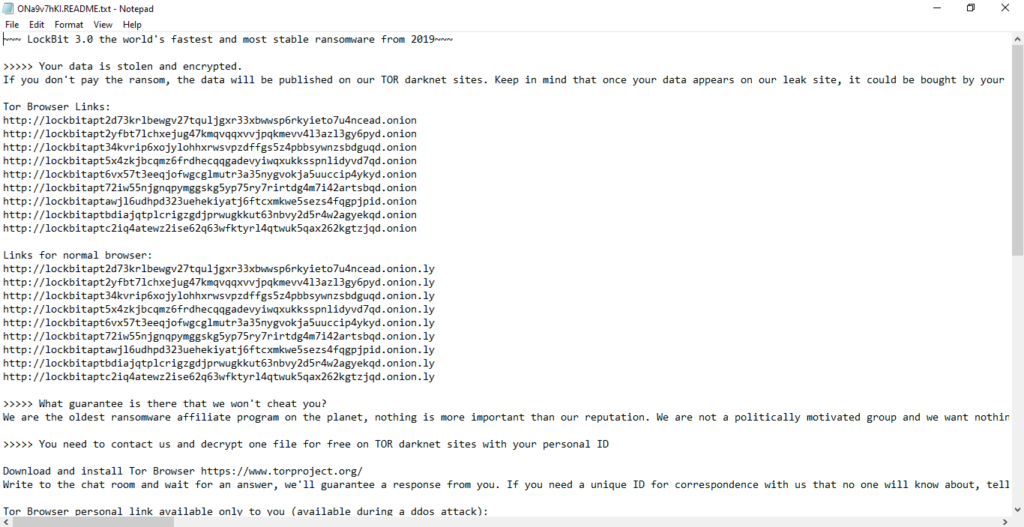 ONa9v7hKl.README.txt - Notepad
File Edit Format View Help
~~~ LockBit 3.0 the world's fastest and most stable ransomware from 2019~~~
>>>>> Your data is stolen and encrypted.
If you don't pay the ransom, the data will be published on our TOR darknet sites. Keep in mind that once your data appears on our leak site, it could be bought by your
Tor Browser Links:
http://lockbitapt2d73krlbewgv27tquljgxr33xbwwsp6rkyieto7u4ncead.onion
http://lockbitapt2yfbt7lchxejug47kmqvqqxvvjpqkmevv4l3azl3gy6pyd.onion
http://lockbitapt34kvrip6xojylohhxrwsvpzdffgs5z4pbbsywnzsbdguqd.onion
http://lockbitapt5x4zkjbcqmz6frdhecqqgadevyiwqxukksspnlidyvd7qd.onion
http://lockbitapt6vx57t3eeqjofwgcglmutr3a35nygvokja5uuccip4ykyd.onion
http://lockbitapt72iw55njgnqpymggskg5yp75ry7rirtdg4m7i42artsbqd.onion
http://lockbitaptawjl6udhpd323uehekiyatj6ftcxmkwe5sezs4fqgpjpid.onion
http://lockbitaptbdiajqtplcrigzgdjprwugkkut63nbvy2d5r4w2agyekqd.onion
http://lockbitaptc2iq4atewz2ise62q63wfktyrl4qtwuk5qax262kgtzjqd.onion
Links for normal browser:
http://lockbitapt2d73krlbewgv27tquljgxr33xbwwsp6rkyieto7u4ncead.onion.ly
http://lockbitapt2yfbt7lchxejug47kmqvqqxvvjpqkmevv4l3azl3gy6pyd.onion.ly
http://lockbitapt34kvrip6xojylohhxrwsvpzdffgs5z4pbbsywnzsbdguqd.onion.ly
http://lockbitapt5x4zkjbcqmz6frdhecqqgadevyiwqxukksspnlidyvd7qd.onion.ly
http://lockbitapt6vx57t3eeqjofwgcglmutr3a35nygvokja5uuccip4ykyd.onion.ly
http://lockbitapt72iw55njgnqpymggskg5yp75ry7rirtdg4m7i42artsbqd.onion.ly
http://lockbitaptawjl6udhpd323uehekiyatj6ftcxmkwe5sezs4fqgpjpid.onion.ly
http://lockbitaptbdiajqtplcrigzgdjprwugkkut63nbvy2d5r4w2agyekqd.onion.ly
http://lockbitaptc2iq4atewz2ise62q63wfktyrl4qtwuk5qax262kgtzjqd.onion.ly
>>>>> What guarantee is there that we won't cheat you?
We are the oldest ransomware affiliate program on the planet, nothing is more important than our reputation. We are not a politically motivated group and we want nothin
>>>>> You need to contact us and decrypt one file for free on TOR darknet sites with your personal ID
Download and install Tor Browser https://www.torproject.org/
Write to the chat room and wait for an answer, we'll guarantee a response from you. If you need a unique ID for correspondence with us that no one will know about, tell
Tor Browser personal link available only to you (available during a ddos attack):